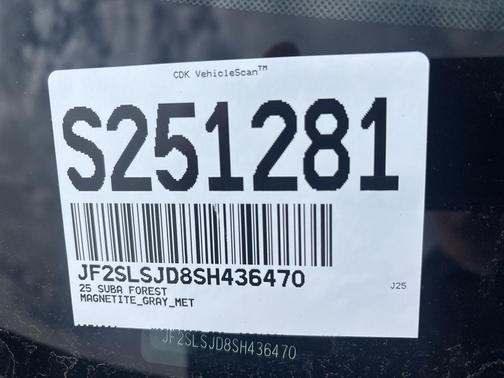 CDK VehicleScan™
S251281
JF2SLSJD8SH436470
25 SUBA FOREST
J25
MAGNETITE_GRAY_MET
JF2SLSJD8SH436470